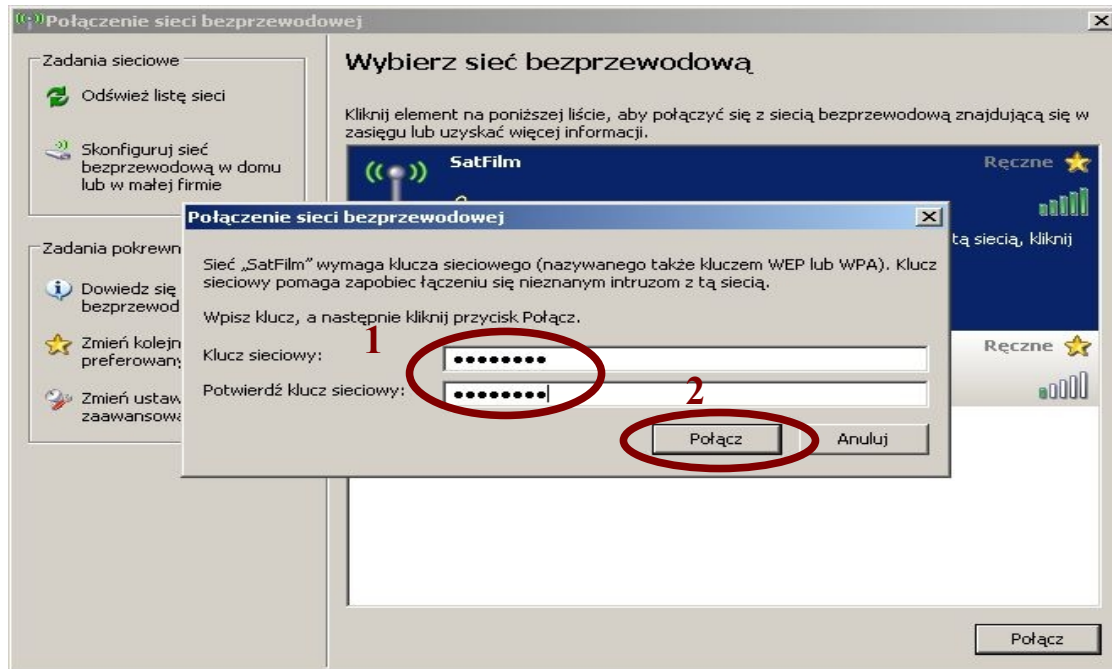 Połączenie sieci bezprzewodowej
Zadania sieciowe
Odśwież listę sieci
Skonfiguruj sieć
bezprzewodową w domu
lub w małej firmie
Zadania pokrewn
Dowiedz się
bezprzewod
Zmień kolejn
preferowany
Zmień ustaw
zaawansowa
Wybierz sieć bezprzewodową
Kliknij element na poniższej liście, aby połączyć się z siecią bezprzewodową znajdującą się w
zasięgu lub uzyskać więcej informacji.
SatFilm
Ręczne
tą siecią, kliknij
Ręczne
Połączenie sieci bezprzewodowej
Sieć „SatFilm” wymaga klucza sieciowego (nazywanego także kluczem WEP lub WPA). Klucz
sieciowy pomaga zapobiec łączeniu się nieznanym intruzom z tą siecią.
Wpisz klucz, a następnie kliknij przycisk Połącz.
1
Klucz sieciowy: ●●●●●●●●
Potwierdź klucz sieciowy: ●●●●●●●●
2
Połącz
Anuluj
Połącz